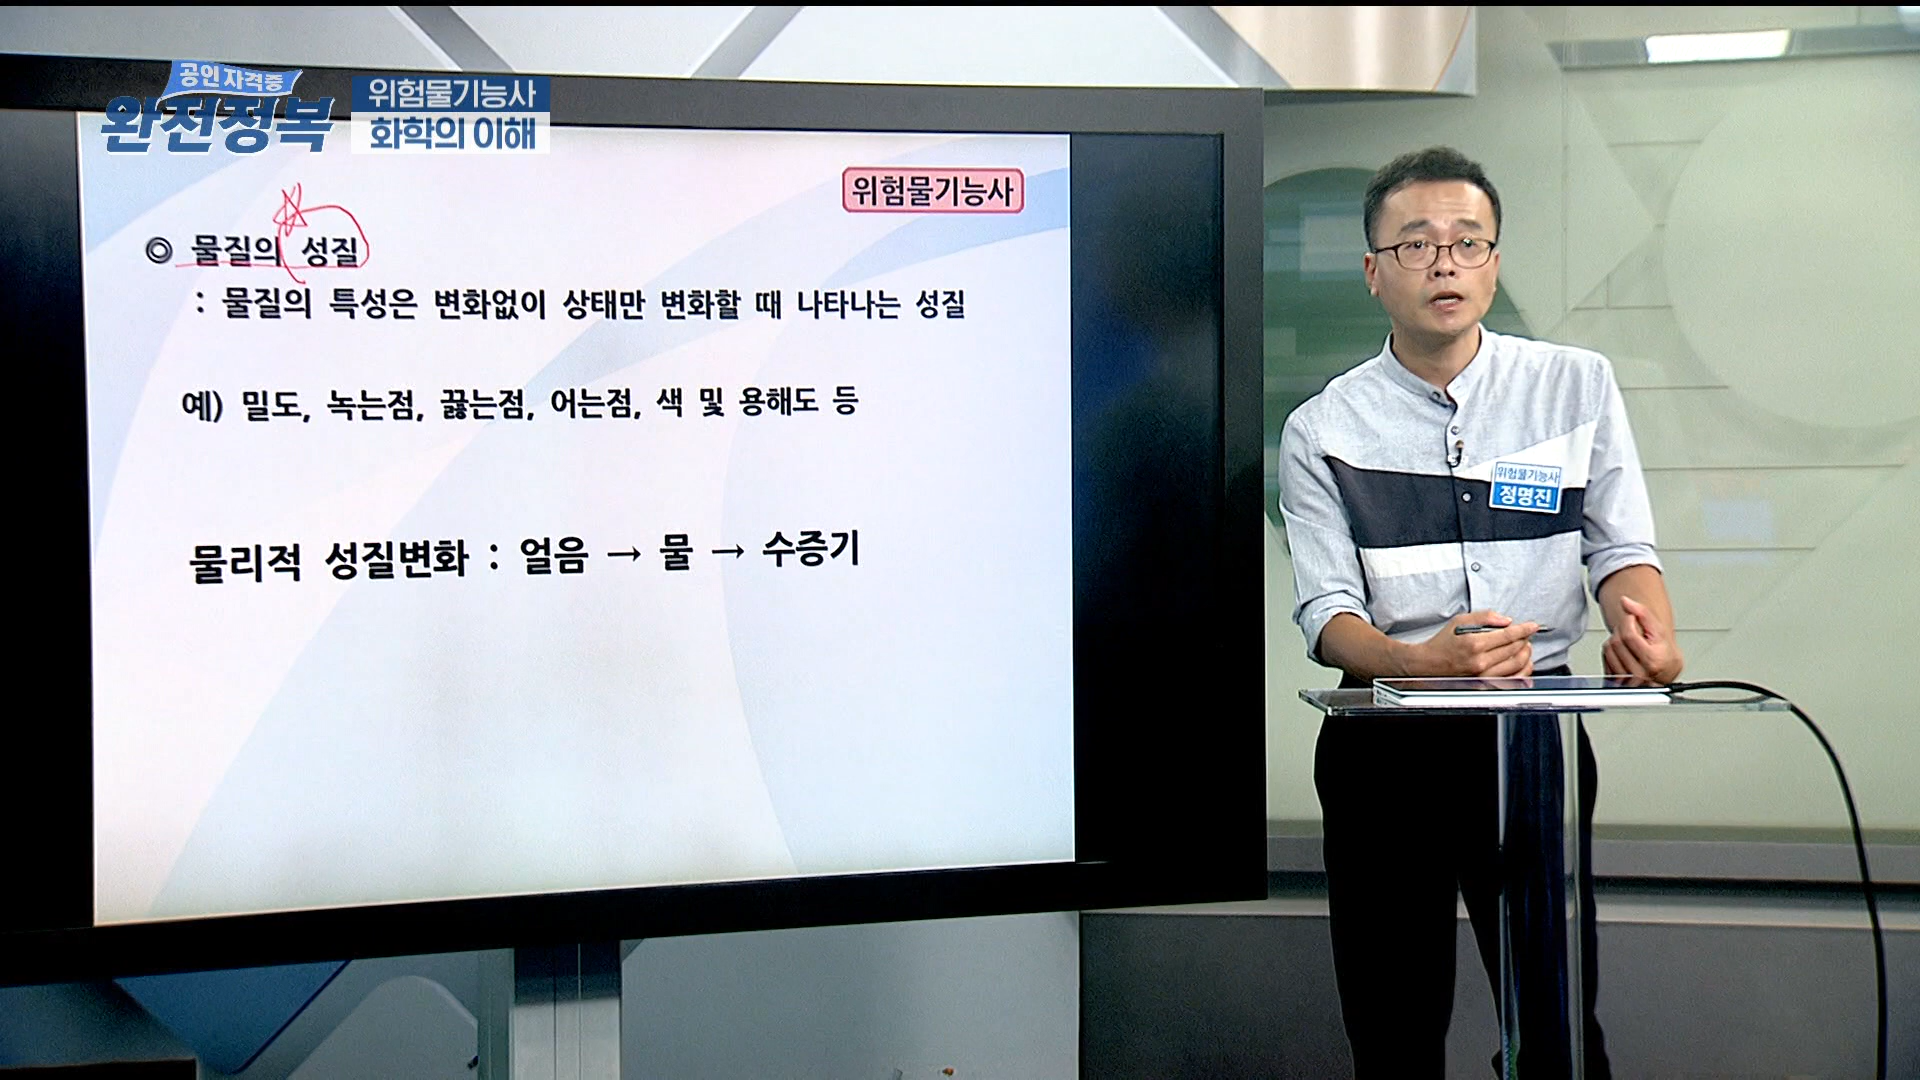 공인 자격증
완전정복
위험물기능사
화학의 이해
위험물기능사
◎ 물질의 성질
: 물질의 특성은 변화없이 상태만 변화할 때 나타나는 성질
예) 밀도, 녹는점, 끓는점, 어는점, 색 및 용해도 등
물리적 성질변화 : 얼음 → 물 → 수증기
위험물기능사
정명진